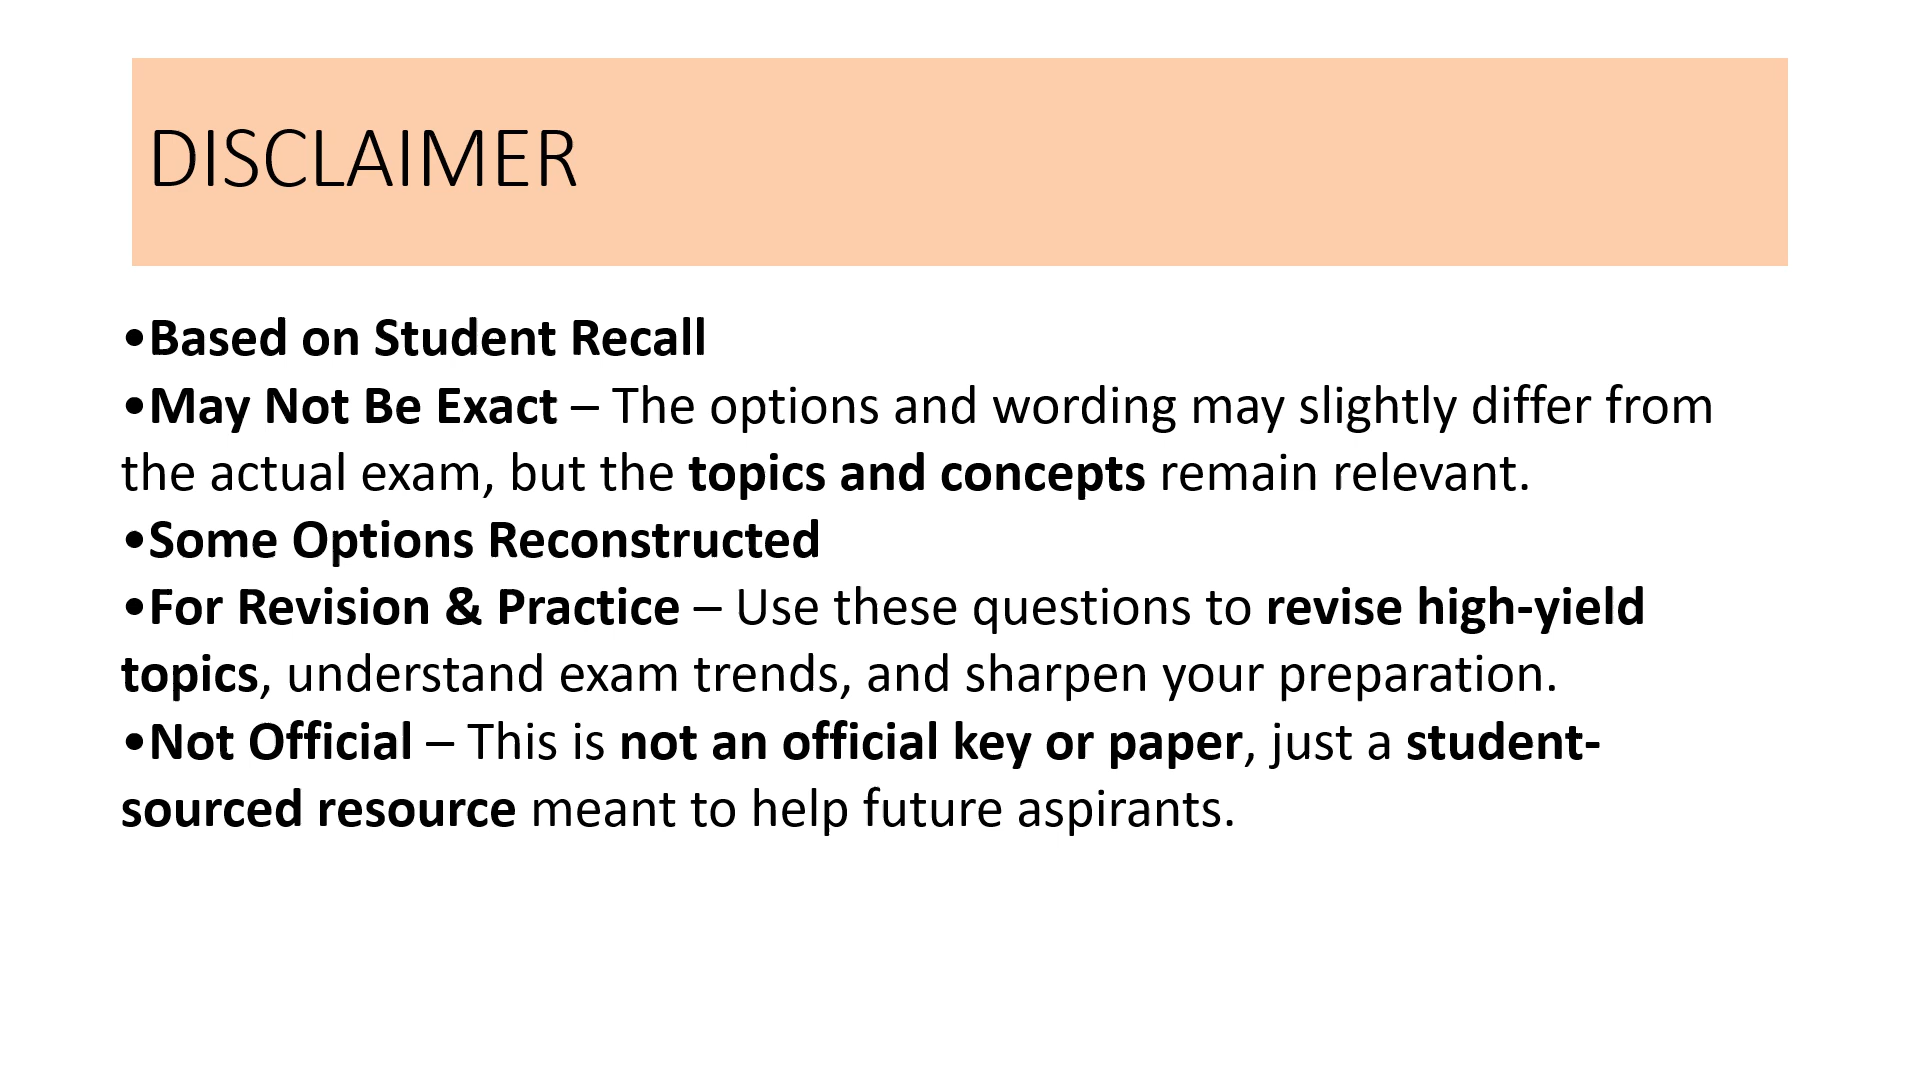 DISCLAIMER
•Based on Student Recall
•May Not Be Exact – The options and wording may slightly differ from
the actual exam, but the topics and concepts remain relevant.
•Some Options Reconstructed
•For Revision & Practice – Use these questions to revise high-yield
topics, understand exam trends, and sharpen your preparation.
•Not Official – This is not an official key or paper, just a student-
sourced resource meant to help future aspirants.